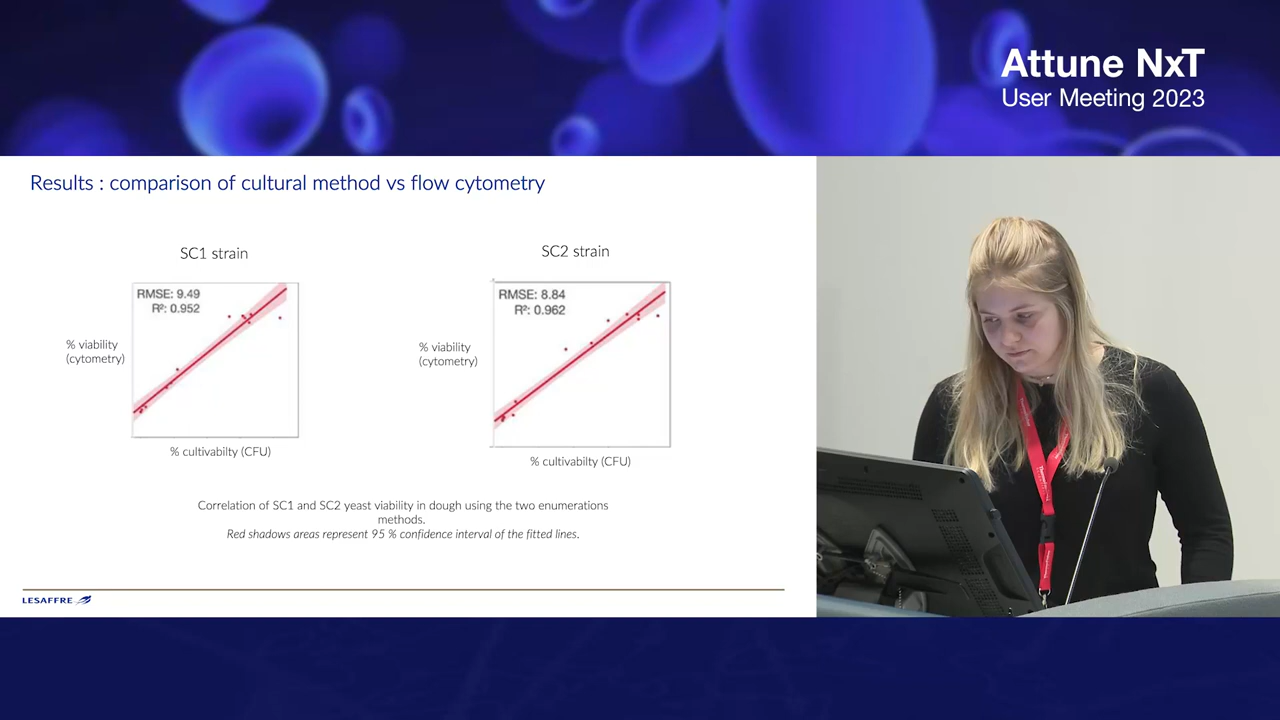 Attune NxT
User Meeting 2023
Results : comparison of cultural method vs flow cytometry
SC1 strain
RMSE: 9.49
R²: 0.952
% viability
(cytometry)
% cultivabilty (CFU)
SC2 strain
RMSE: 8.84
R²: 0.962
% viability
(cytometry)
% cultivabilty (CFU)
Correlation of SC1 and SC2 yeast viability in dough using the two enumerations
methods.
Red shadows areas represent 95 % confidence interval of the fitted lines.
LESAFFRE